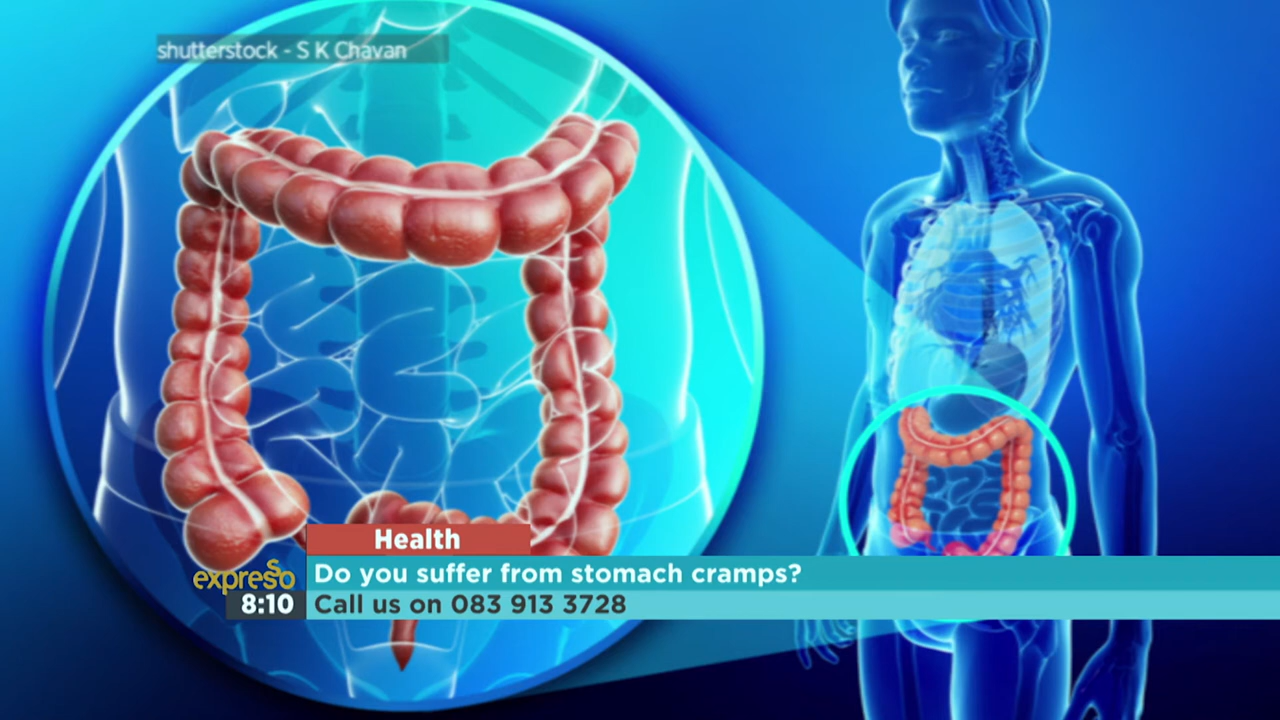 shutterstock - S K Chavan
Health
expresso
Do you suffer from stomach cramps?
8:10
Call us on 083 913 3728